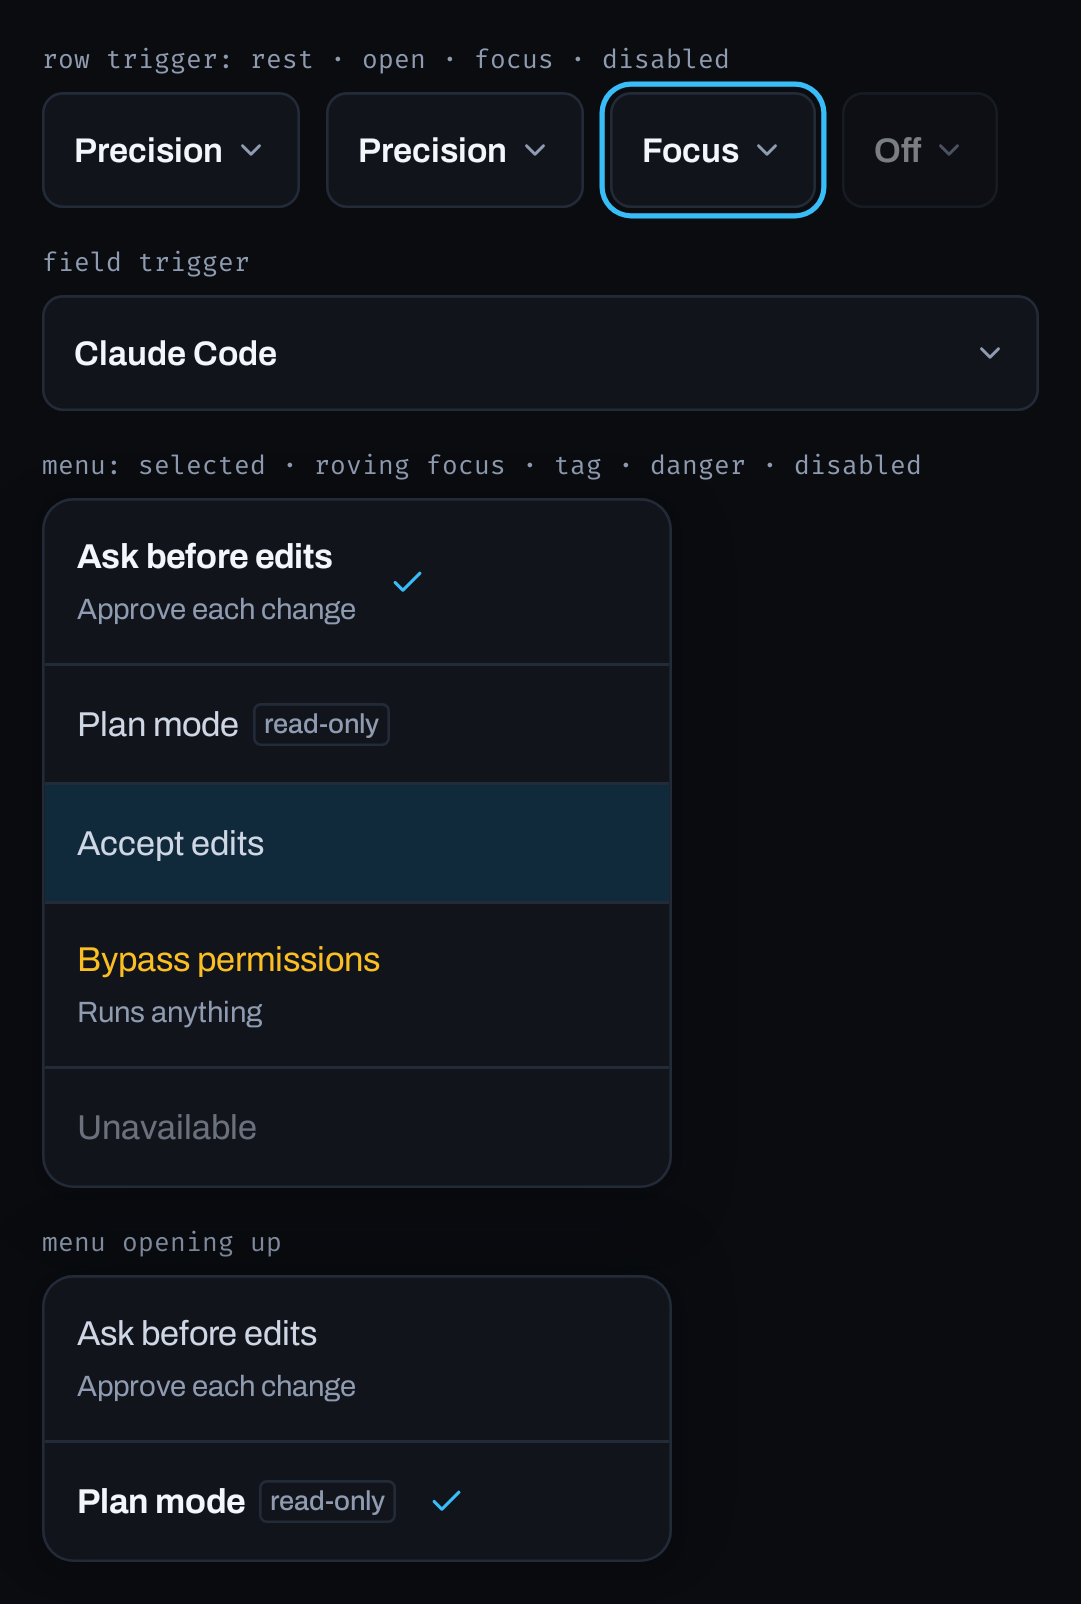 row trigger: rest · open · focus · disabled
Precision Precision Focus Off
field trigger
Claude Code
menu: selected · roving focus · tag · danger · disabled
Ask before edits
Approve each change
Plan mode read-only
Accept edits
Bypass permissions
Runs anything
Unavailable
menu opening up
Ask before edits
Approve each change
Plan mode read-only